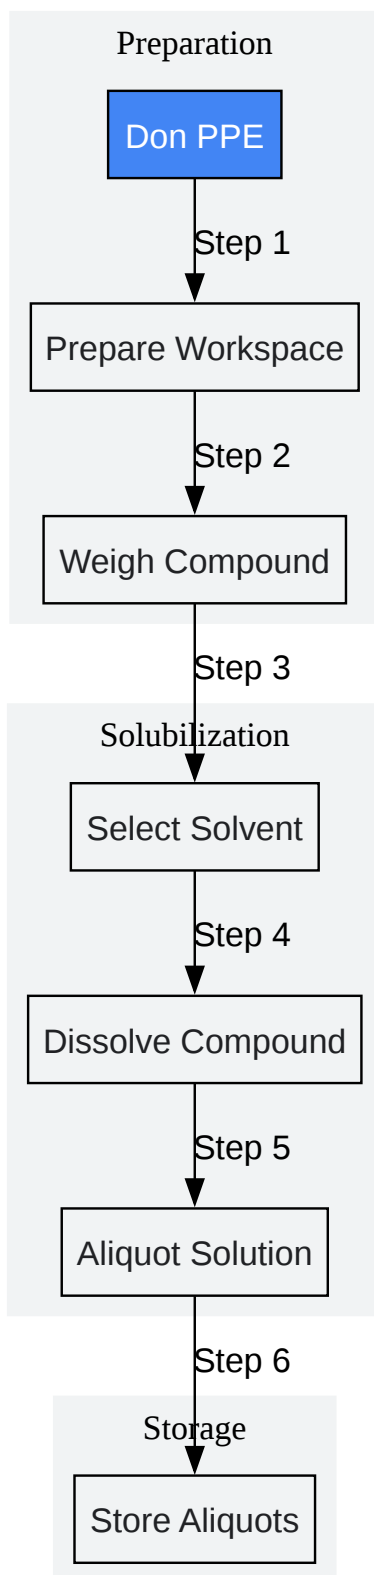 Preparation
Don PPE
Step 1
Prepare Workspace
Step 2
Weigh Compound
Step 3
Solubilization
Select Solvent
Step 4
Dissolve Compound
Step 5
Aliquot Solution
Step 6
Storage
Store Aliquots